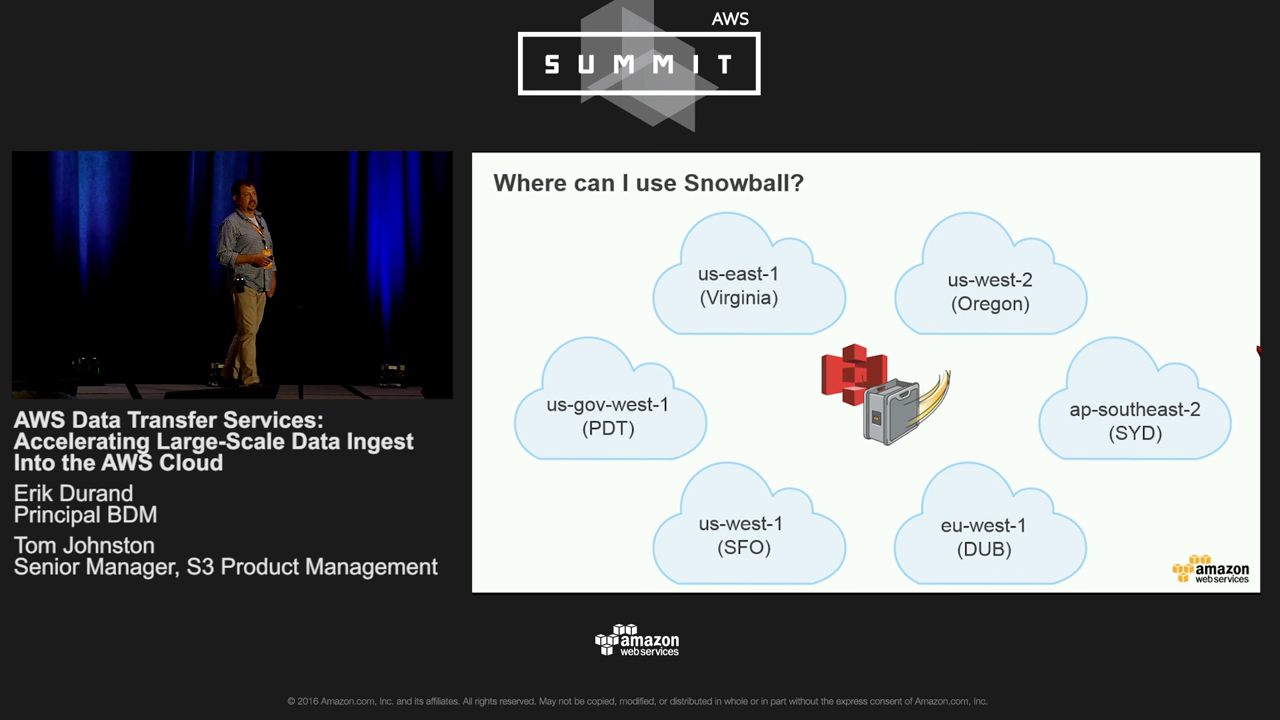 AWS
SUMMIT
Where can I use Snowball?
us-east-1
(Virginia)
us-west-2
(Oregon)
us-gov-west-1
(PDT)
ap-southeast-2
(SYD)
us-west-1
(SFO)
eu-west-1
(DUB)
amazon
web services
AWS Data Transfer Services:
Accelerating Large-Scale Data Ingest
Into the AWS Cloud
Erik Durand
Principal BDM
Tom Johnston
Senior Manager, S3 Product Management
amazon
web services
© 2016 Amazon.com, Inc. and its affiliates. All rights reserved. May not be copied, modified, or distributed in whole or in part without the express consent of Amazon.com, Inc.